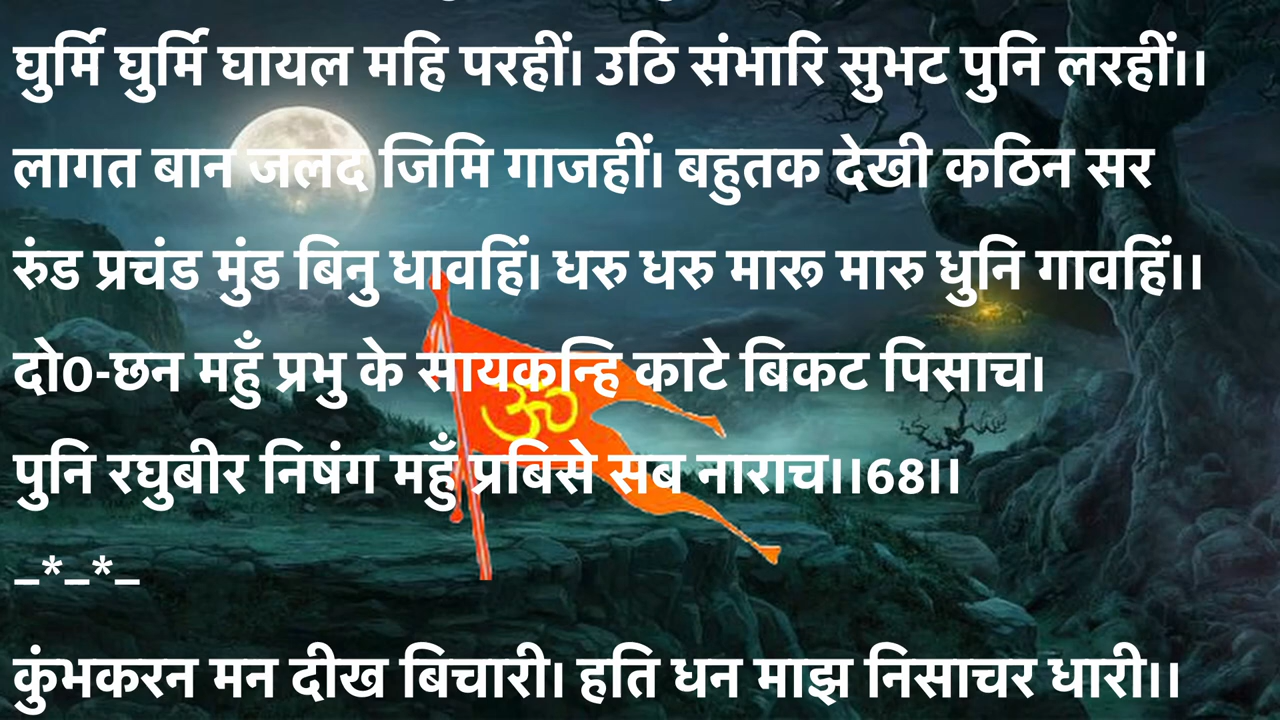 घुर्मि घुर्मि घायल महि परहीं। उठि संभारि सुभट पुनि लरहीं।।
लागत बान जलद जिमि गाजहीं। बहुतक देखी कठिन सर
रुंड प्रचंड मुंड बिनु धावहिं। धरु धरु मारू मारु धुनि गावहिं।।
दो0-छन महुँ प्रभु के सायकन्हि काटे बिकट पिसाच।
पुनि रघुबीर निषंग महुँ प्रबिसे सब नाराच।।68।।
–*–*–
कुंभकरन मन दीख बिचारी। हति धन माझ निसाचर धारी।।
ॐ